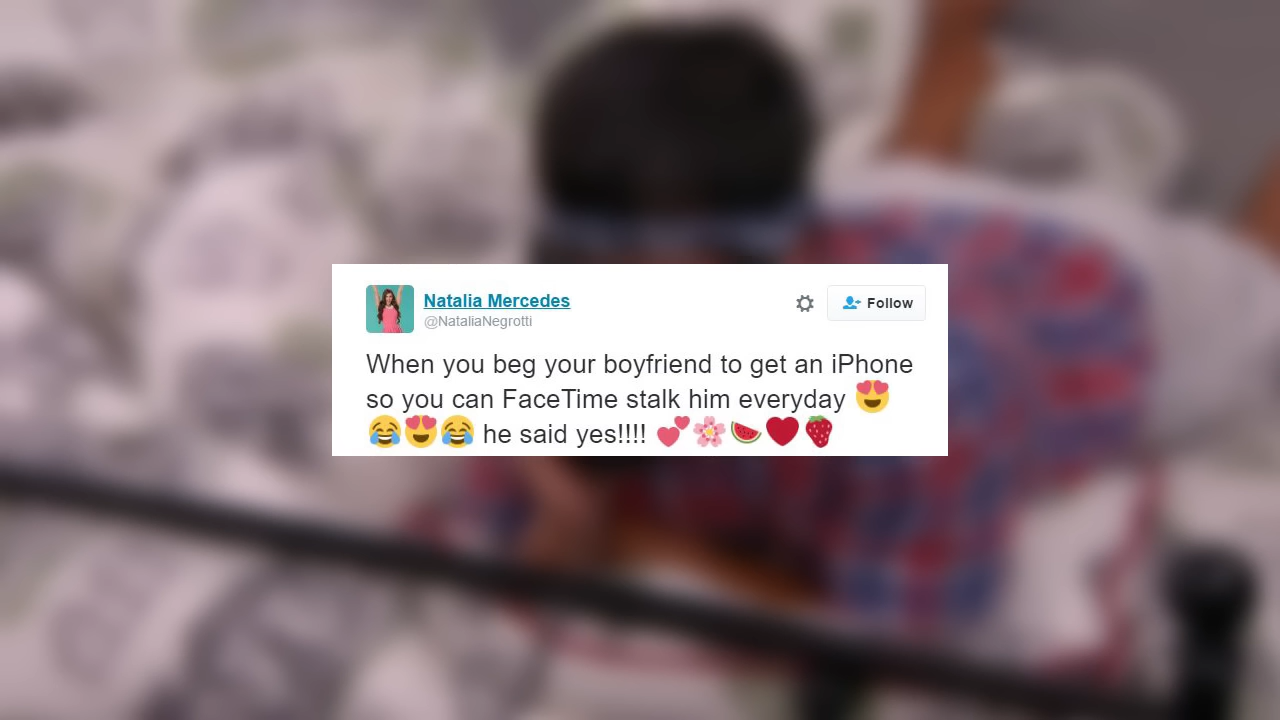 Natalia Mercedes
@NataliaNegrotti
Follow
When you beg your boyfriend to get an iPhone
so you can FaceTime stalk him everyday 😍
😂😍😂 he said yes!!!! 💕🌸🍉❤🍓